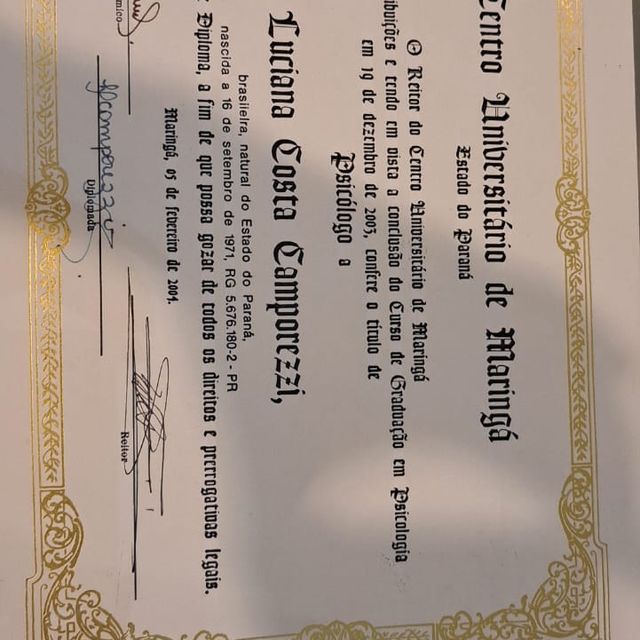 Centro Universitário de Maringá
Estado do Paraná
O Reitor do Centro Universitário de Maringá
ibuições e tendo em vista a conclusão do Curso de Graduação em Psicologia
em 19 de dezembro de 2003, confere o título de
Psicólogo a
Luciana Costa Camporezzi,
brasileira, natural do Estado do Paraná,
nascida a 16 de setembro de 1971, RG 5.676.180-2 - PR
e Diploma, a fim de que possa gozar de todos os direitos e prerrogativas legais.
Maringá, 05 de fevereiro de 2004.
êmico
Reitor
LCamporezzi
Diplomada